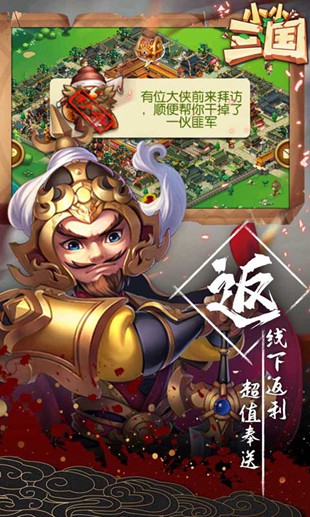 小小三国
有位大侠前来拜访
，顺便帮你干掉了
一伙匪军
返
线下返利
超值奉送